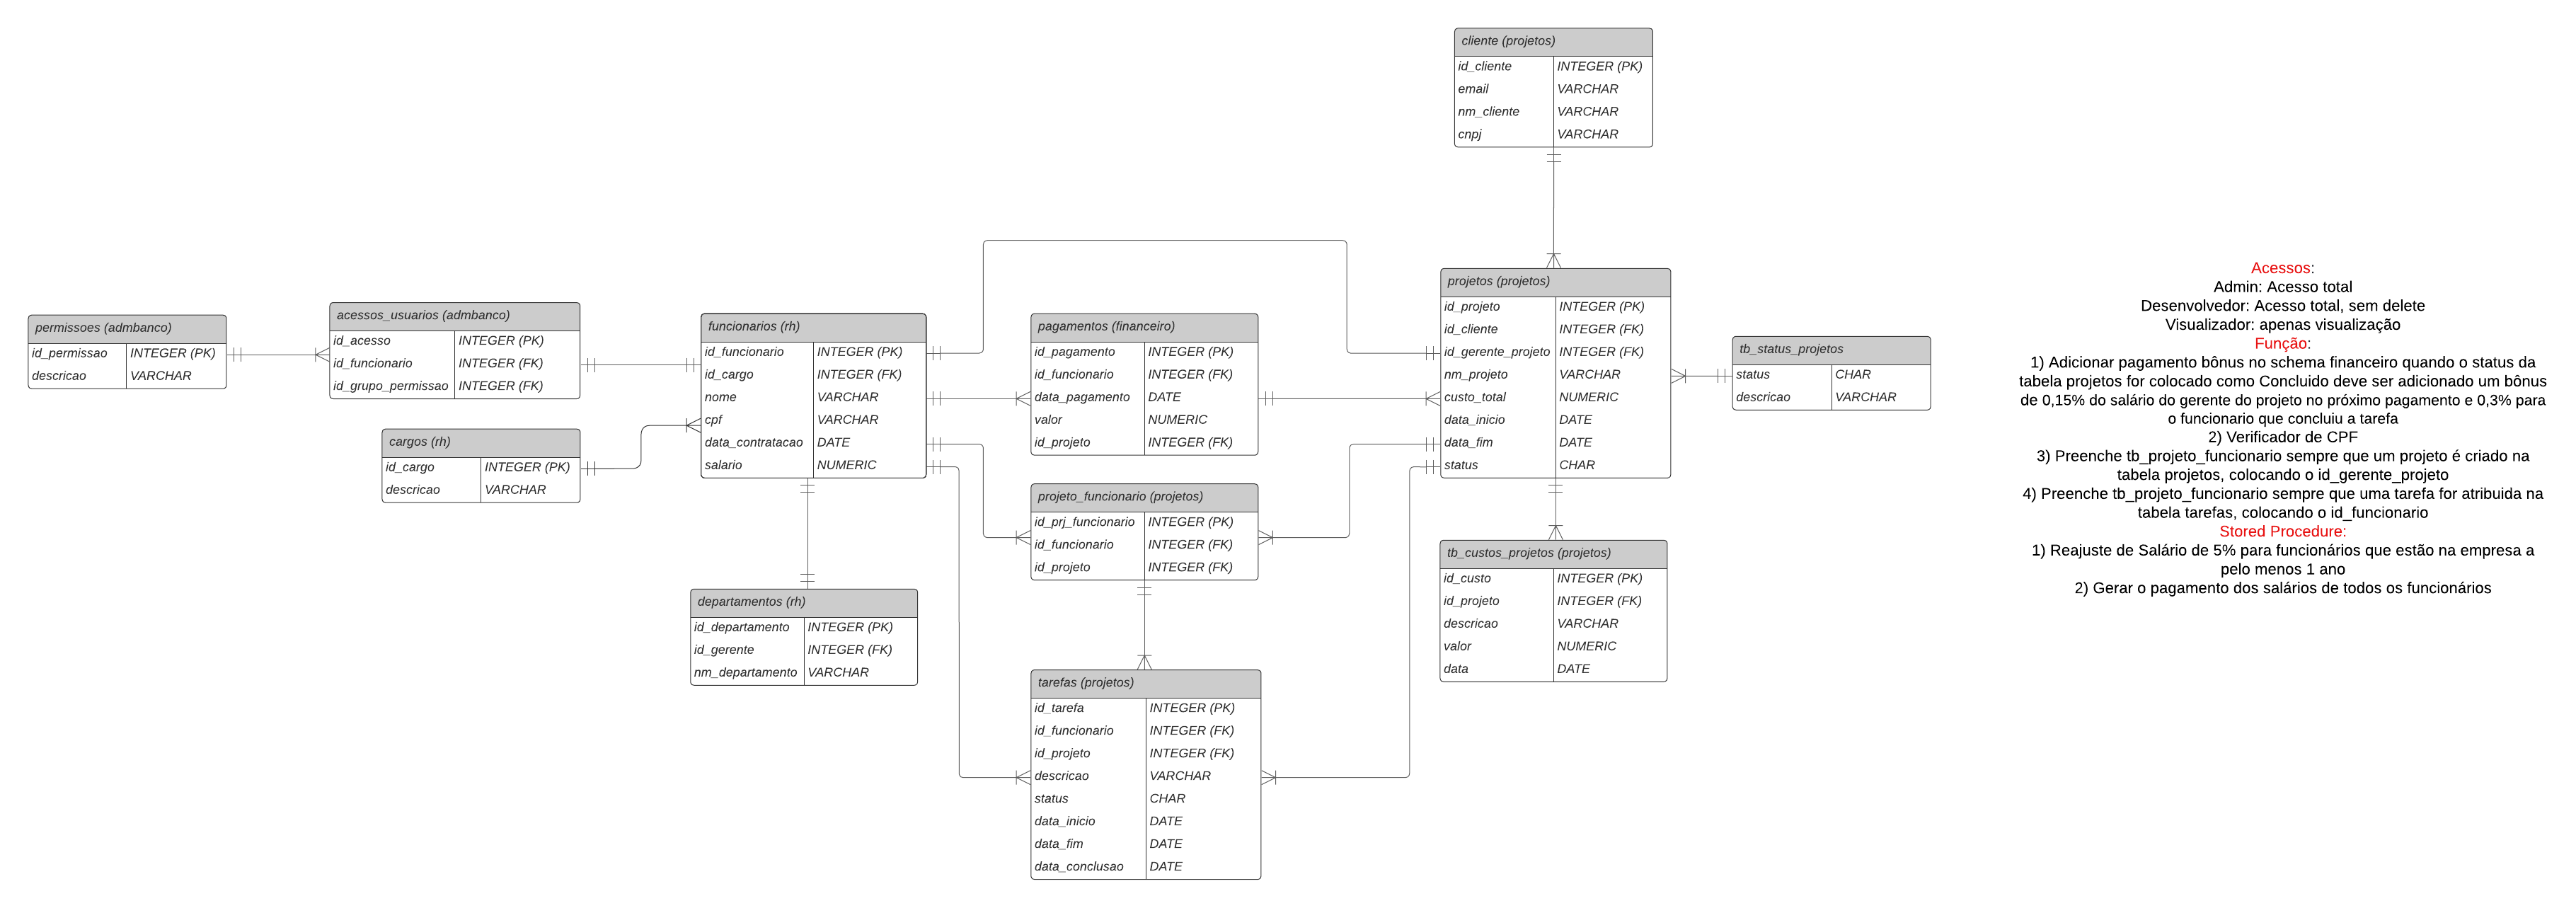 cliente (projetos)
id_cliente INTEGER (PK)
email VARCHAR
nm_cliente VARCHAR
cnpj VARCHAR
permissoes (admbanco)
id_permissao INTEGER (PK)
descricao VARCHAR
acessos_usuarios (admbanco)
id_acesso INTEGER (PK)
id_funcionario INTEGER (FK)
id_grupo_permissao INTEGER (FK)
cargos (rh)
id_cargo INTEGER (PK)
descricao VARCHAR
funcionarios (rh)
id_funcionario INTEGER (PK)
id_cargo INTEGER (FK)
nome VARCHAR
cpf VARCHAR
data_contratacao DATE
salario NUMERIC
departamentos (rh)
id_departamento INTEGER (PK)
id_gerente INTEGER (FK)
nm_departamento VARCHAR
pagamentos (financeiro)
id_pagamento INTEGER (PK)
id_funcionario INTEGER (FK)
data_pagamento DATE
valor NUMERIC
id_projeto INTEGER (FK)
projeto_funcionario (projetos)
id_prj_funcionario INTEGER (PK)
id_funcionario INTEGER (FK)
id_projeto INTEGER (FK)
tarefas (projetos)
id_tarefa INTEGER (PK)
id_funcionario INTEGER (FK)
id_projeto INTEGER (FK)
descricao VARCHAR
status CHAR
data_inicio DATE
data_fim DATE
data_conclusao DATE
projetos (projetos)
id_projeto INTEGER (PK)
id_cliente INTEGER (FK)
id_gerente_projeto INTEGER (FK)
nm_projeto VARCHAR
custo_total NUMERIC
data_inicio DATE
data_fim DATE
status CHAR
tb_custos_projetos (projetos)
id_custo INTEGER (PK)
id_projeto INTEGER (FK)
descricao VARCHAR
valor NUMERIC
data DATE
tb_status_projetos
status CHAR
descricao VARCHAR
Acessos:
Admin: Acesso total
Desenvolvedor: Acesso total, sem delete
Visualizador: apenas visualização
Função:
1) Adicionar pagamento bônus no schema financeiro quando o status da
tabela projetos for colocado como Concluido deve ser adicionado um bônus
de 0,15% do salário do gerente do projeto no próximo pagamento e 0,3% para
o funcionario que concluiu a tarefa
2) Verificador de CPF
3) Preenche tb_projeto_funcionario sempre que um projeto é criado na
tabela projetos, colocando o id_gerente_projeto
4) Preenche tb_projeto_funcionario sempre que uma tarefa for atribuida na
tabela tarefas, colocando o id_funcionario
Stored Procedure:
1) Reajuste de Salário de 5% para funcionários que estão na empresa a
pelo menos 1 ano
2) Gerar o pagamento dos salários de todos os funcionários